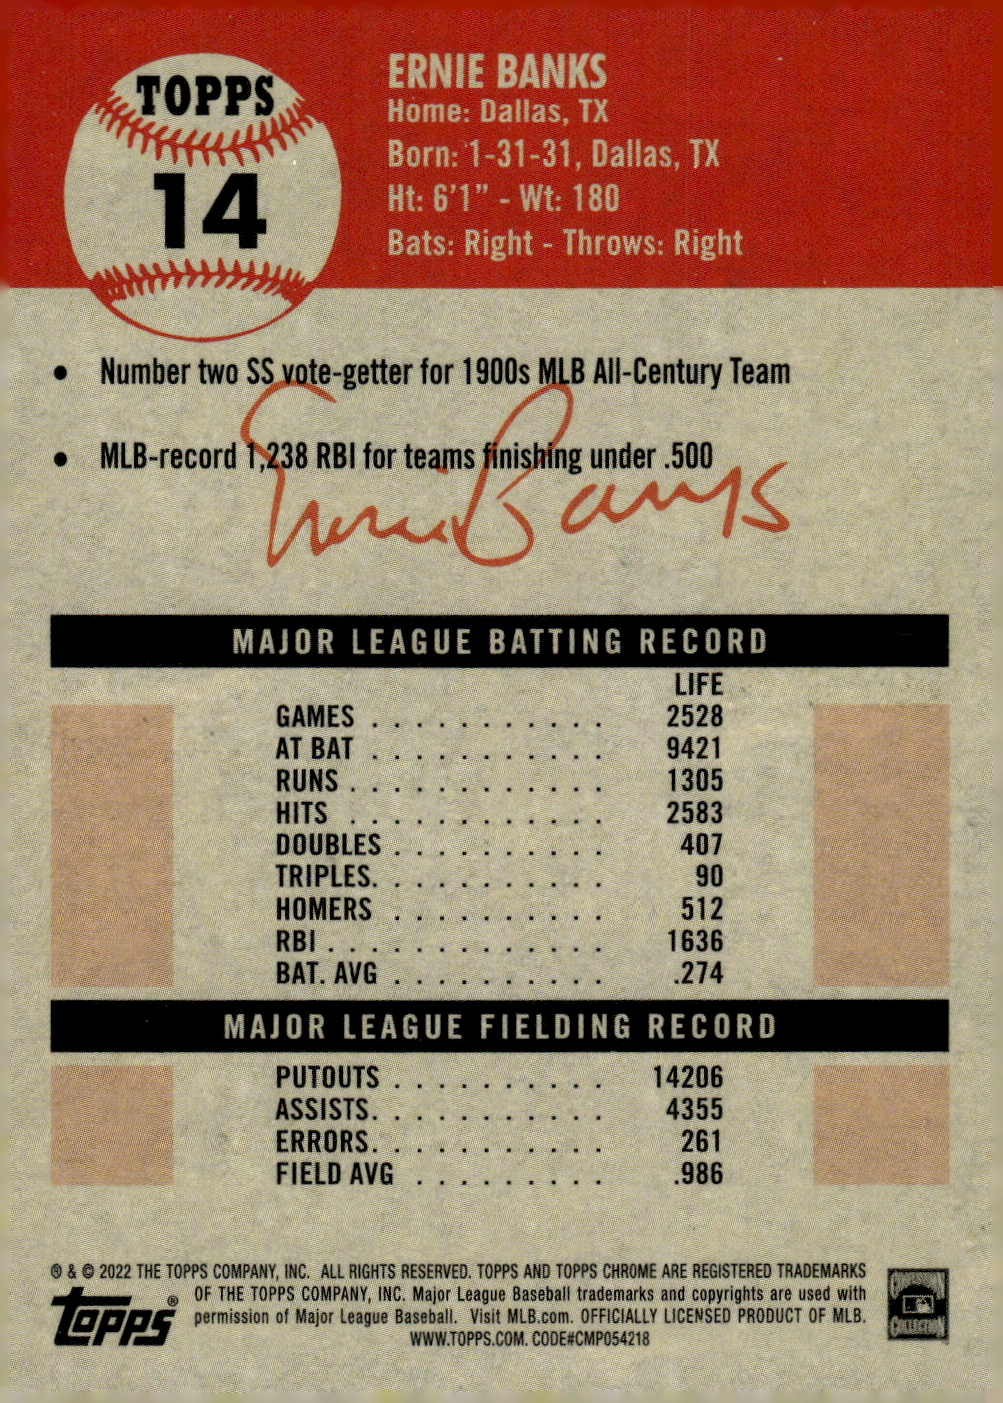 TOPPS
14
ERNIE BANKS
Home: Dallas, TX
Born: 1-31-31, Dallas, TX
Ht: 6'1" - Wt: 180
Bats: Right - Throws: Right
• Number two SS vote-getter for 1900s MLB All-Century Team
• MLB-record 1,238 RBI for teams finishing under .500
Ernie Banks
MAJOR LEAGUE BATTING RECORD
LIFE
GAMES . . . . . . . . . . . 2528
AT BAT . . . . . . . . . . . 9421
RUNS . . . . . . . . . . . . 1305
HITS . . . . . . . . . . . . 2583
DOUBLES . . . . . . . . . . 407
TRIPLES. . . . . . . . . . . 90
HOMERS . . . . . . . . . . 512
RBI . . . . . . . . . . . . . 1636
BAT. AVG . . . . . . . . . . .274
MAJOR LEAGUE FIELDING RECORD
PUTOUTS . . . . . . . . . . 14206
ASSISTS. . . . . . . . . . . 4355
ERRORS. . . . . . . . . . . 261
FIELD AVG . . . . . . . . . .986
® & © 2022 THE TOPPS COMPANY, INC. ALL RIGHTS RESERVED. TOPPS AND TOPPS CHROME ARE REGISTERED TRADEMARKS
OF THE TOPPS COMPANY, INC. Major League Baseball trademarks and copyrights are used with
permission of Major League Baseball. Visit MLB.com. OFFICIALLY LICENSED PRODUCT OF MLB.
WWW.TOPPS.COM. CODE#CMP054218
Topps®
COLLECTION